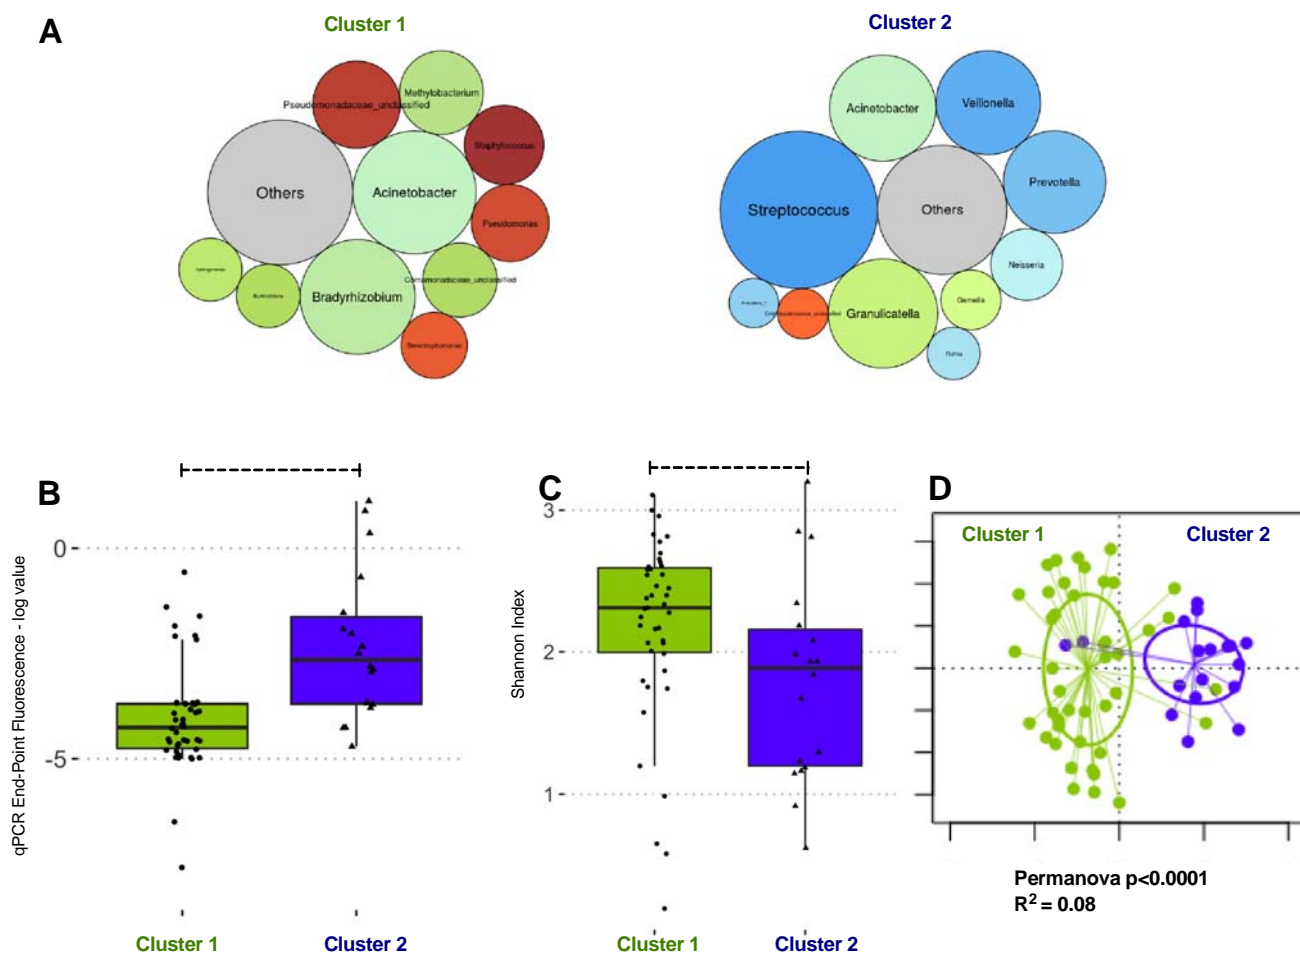 A
Cluster 1
Cluster 2
Pseudomonadaceae_unclassified
Methylobacterium
Staphylococcus
Others
Acinetobacter
Pseudomonas
Comamonadaceae_unclassified
Bradyrhizobium
Burkholderia
Stenotrophomonas
Acinetobacter
Veillonella
Streptococcus
Others
Prevotella
Neisseria
Gemella
Granulicatella
Rothia
B
qPCR End-Point Fluorescence - log value
0
-5
Cluster 1
Cluster 2
C
Shannon Index
3
2
1
Cluster 1
Cluster 2
D
Cluster 1
Cluster 2
Permanova p<0.0001
R² = 0.08